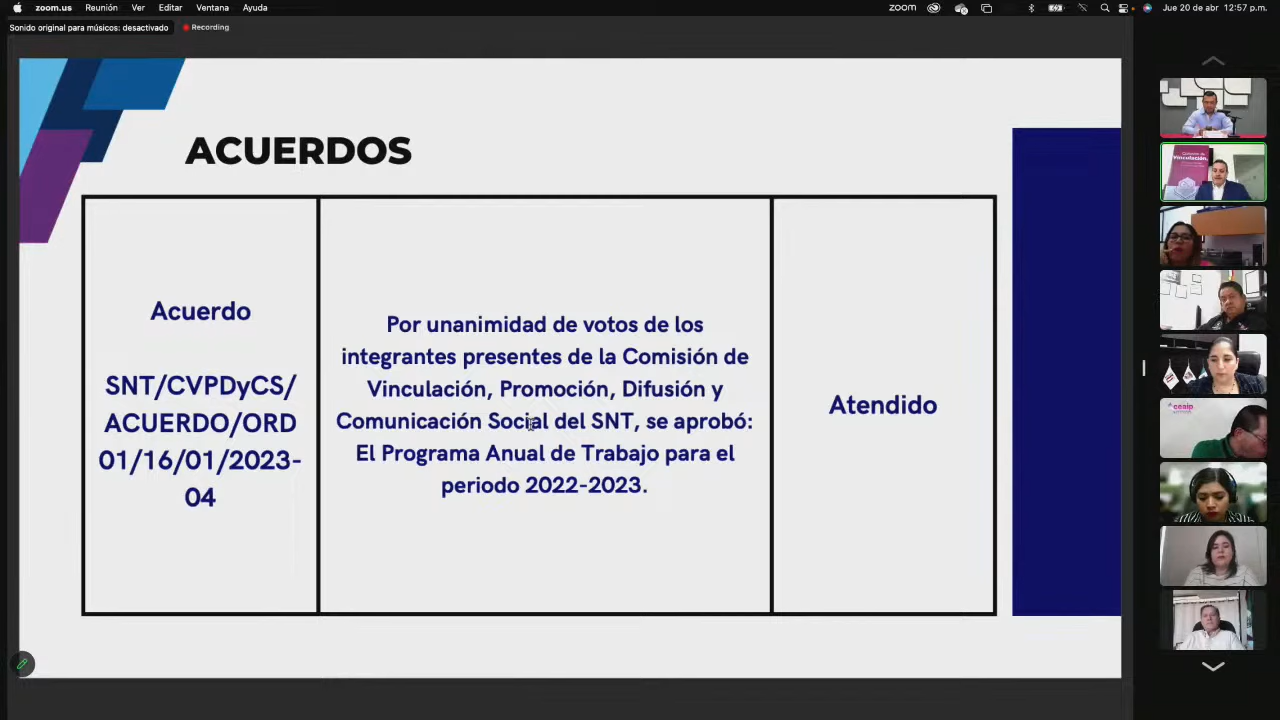 zoom.us Reunión Ver Editar Ventana Ayuda
zoom
Jue 20 de abr 12:57 p.m.
Sonido original para músicos: desactivado
Recording
ACUERDOS
Acuerdo
SNT/CVPDyCS/
ACUERDO/ORD
01/16/01/2023-
04
Por unanimidad de votos de los
integrantes presentes de la Comisión de
Vinculación, Promoción, Difusión y
Comunicación Social del SNT, se aprobó:
El Programa Anual de Trabajo para el
periodo 2022-2023.
Atendido
Vinculación,
ceaip